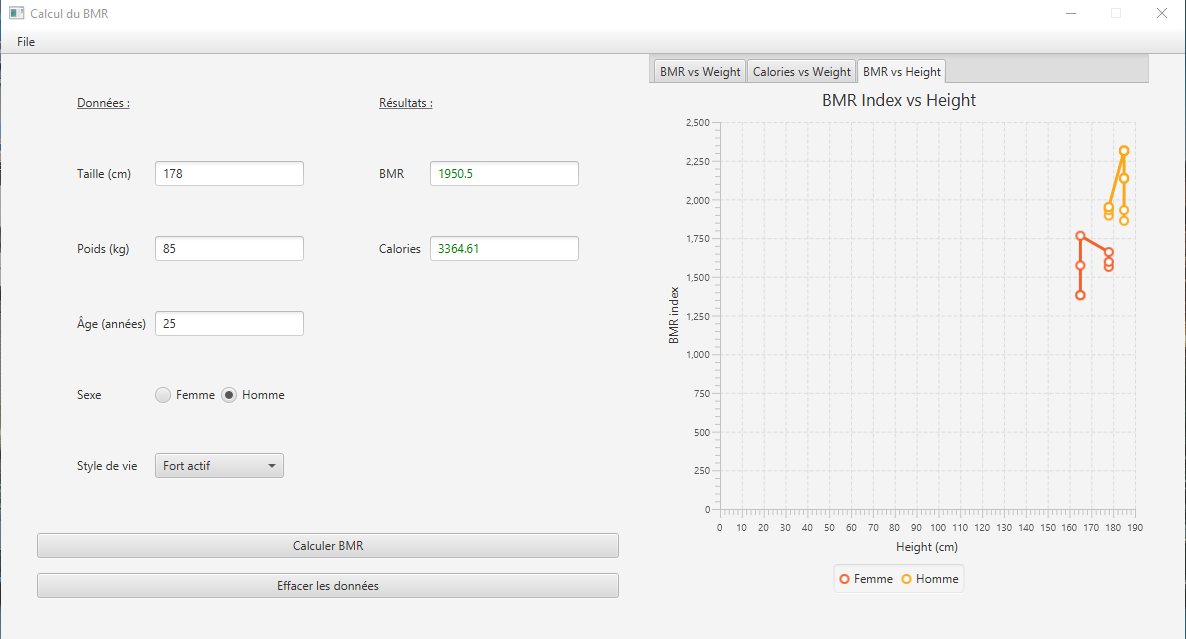 Calcul du BMR
File
Données :
Résultats :
Taille (cm) 178
BMR 1950.5
Poids (kg) 85
Calories 3364.61
Âge (années) 25
Sexe Femme Homme
Style de vie Fort actif
Calculer BMR
Effacer les données
BMR vs Weight Calories vs Weight BMR vs Height
BMR Index vs Height
2,500
2,250
2,000
1,750
1,500
1,250
1,000
750
500
250
0
BMR index
0 10 20 30 40 50 60 70 80 90 100 110 120 130 140 150 160 170 180 190
Height (cm)
Femme Homme